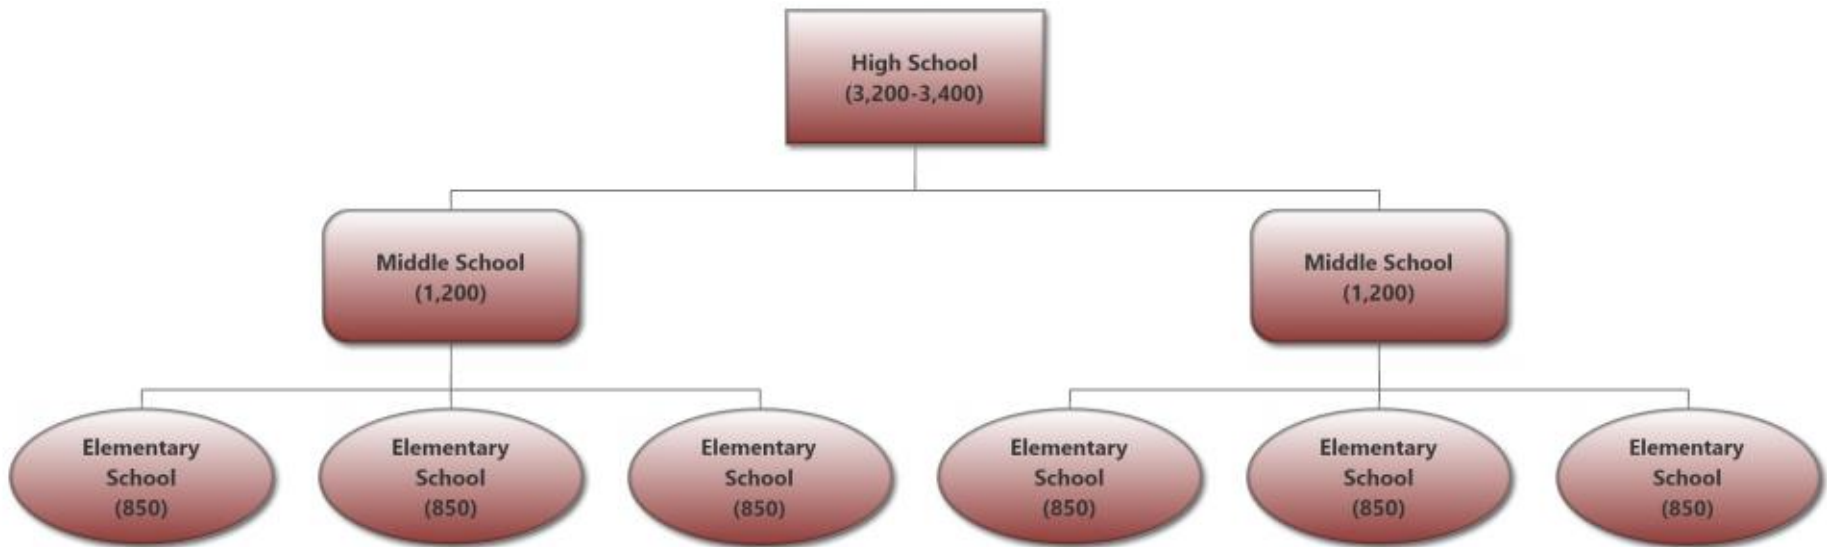 High School
(3,200-3,400)
Middle School
(1,200)
Middle School
(1,200)
Elementary
School
(850)
Elementary
School
(850)
Elementary
School
(850)
Elementary
School
(850)
Elementary
School
(850)
Elementary
School
(850)